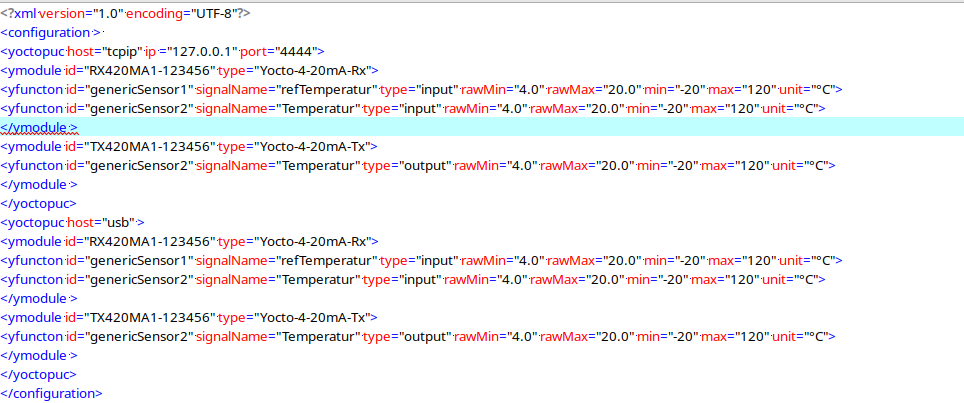 <?xml version="1.0" encoding="UTF-8"?>
<configuration >
<yoctopuc host="tcpip" ip ="127.0.0.1" port="4444">
<ymodule id="RX420MA1-123456" type="Yocto-4-20mA-Rx">
<yfuncton id="genericSensor1" signalName="refTemperatur" type="input" rawMin="4.0" rawMax="20.0" min="-20" max="120" unit="°C">
<yfuncton id="genericSensor2" signalName="Temperatur" type="input" rawMin="4.0" rawMax="20.0" min="-20" max="120" unit="°C">
</ymodule >
<ymodule id="TX420MA1-123456" type="Yocto-4-20mA-Tx">
<yfuncton id="genericSensor2" signalName="Temperatur" type="output" rawMin="4.0" rawMax="20.0" min="-20" max="120" unit="°C">
</ymodule >
</yoctopuc>
<yoctopuc host="usb" >
<ymodule id="RX420MA1-123456" type="Yocto-4-20mA-Rx">
<yfuncton id="genericSensor1" signalName="refTemperatur" type="input" rawMin="4.0" rawMax="20.0" min="-20" max="120" unit="°C">
<yfuncton id="genericSensor2" signalName="Temperatur" type="input" rawMin="4.0" rawMax="20.0" min="-20" max="120" unit="°C">
</ymodule >
<ymodule id="TX420MA1-123456" type="Yocto-4-20mA-Tx">
<yfuncton id="genericSensor2" signalName="Temperatur" type="output" rawMin="4.0" rawMax="20.0" min="-20" max="120" unit="°C">
</ymodule >
</yoctopuc>
</configuration>